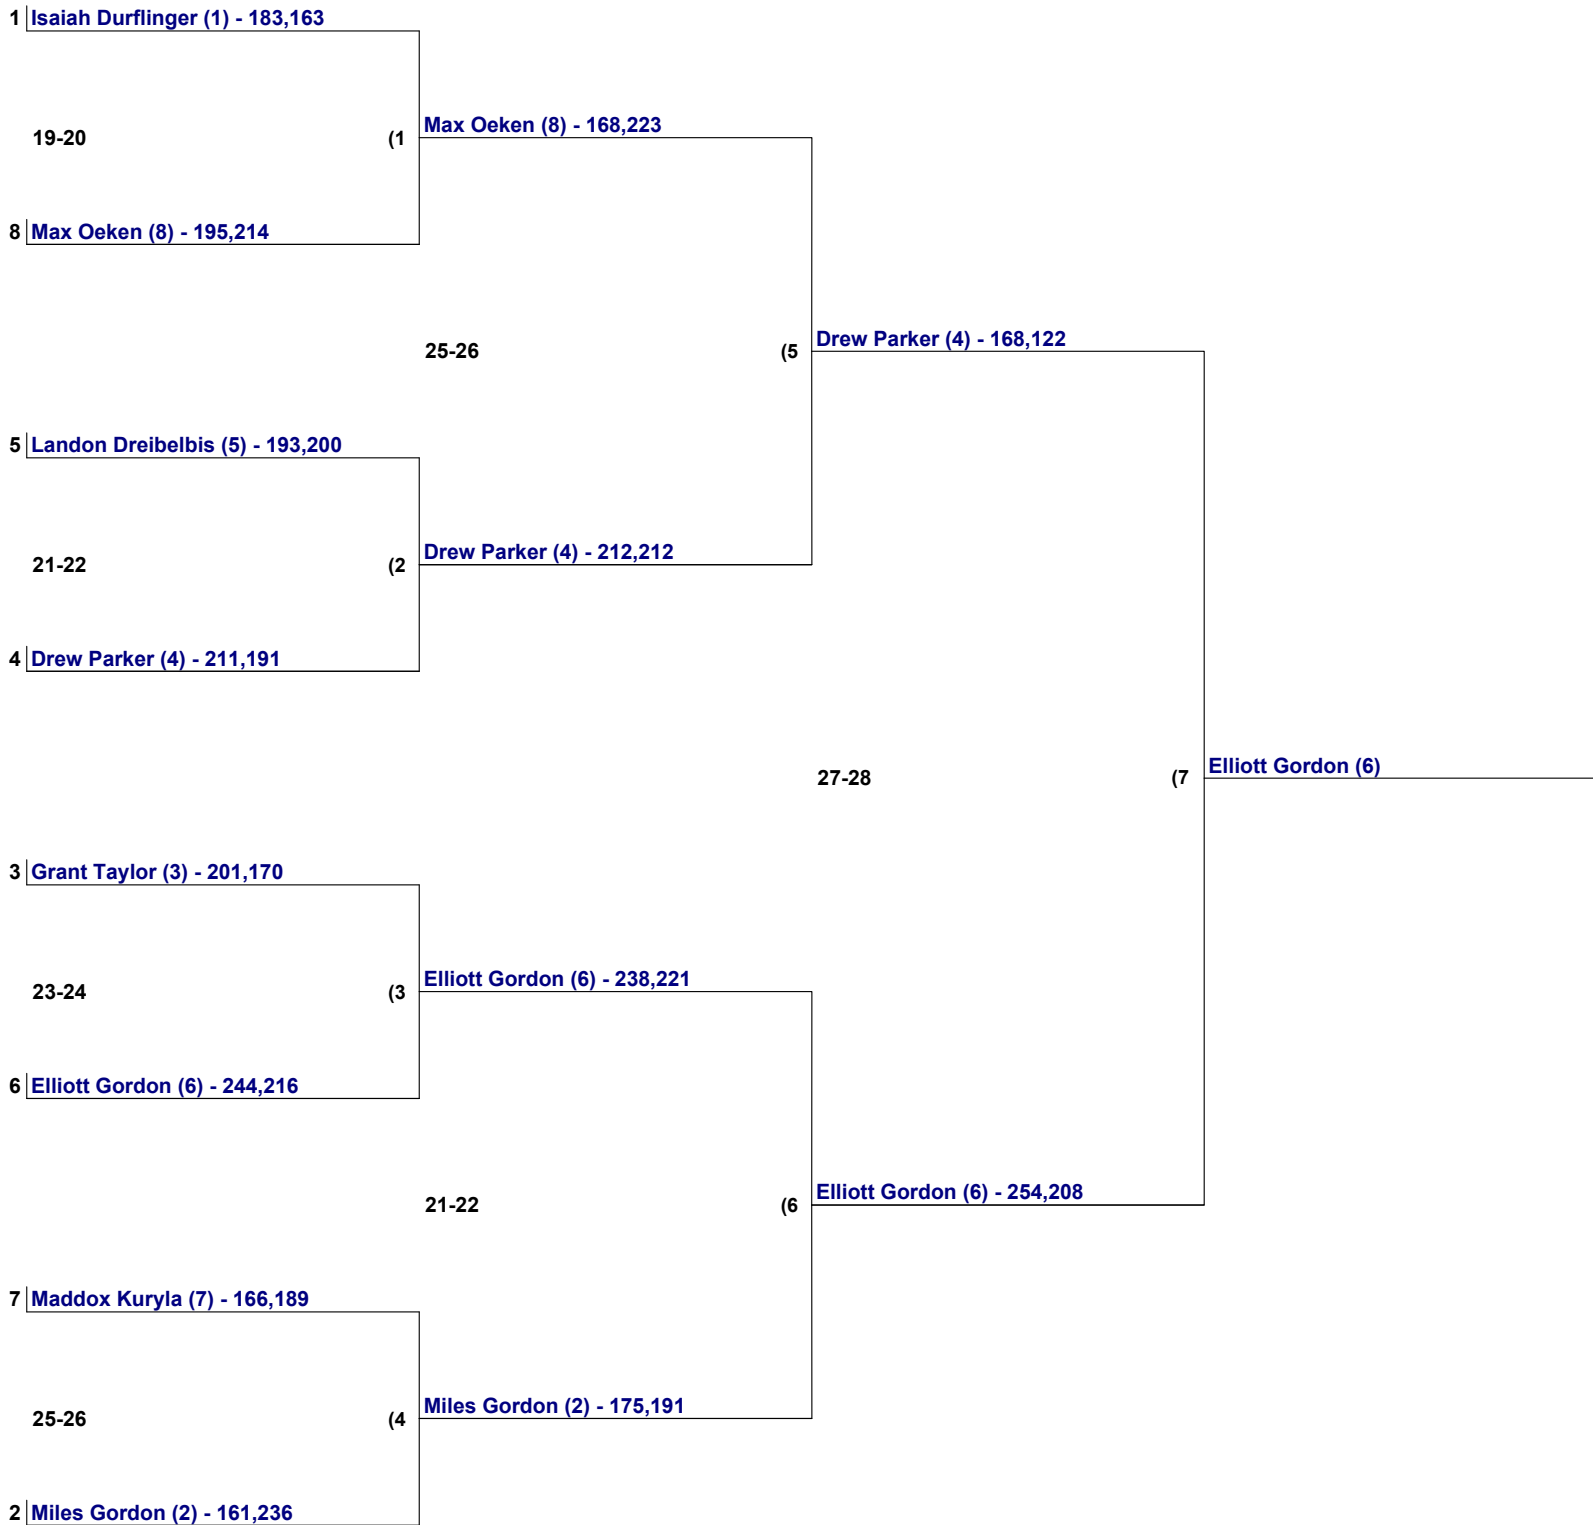 1 Isaiah Durflinger (1) - 183,163
Max Oeken (8) - 168,223
19-20 (1
8 Max Oeken (8) - 195,214
Drew Parker (4) - 168,122
25-26 (5
5 Landon Dreibelbis (5) - 193,200
Drew Parker (4) - 212,212
21-22 (2
4 Drew Parker (4) - 211,191
Elliott Gordon (6)
27-28 (7
3 Grant Taylor (3) - 201,170
Elliott Gordon (6) - 238,221
23-24 (3
6 Elliott Gordon (6) - 244,216
Elliott Gordon (6) - 254,208
21-22 (6
7 Maddox Kuryla (7) - 166,189
Miles Gordon (2) - 175,191
25-26 (4
2 Miles Gordon (2) - 161,236